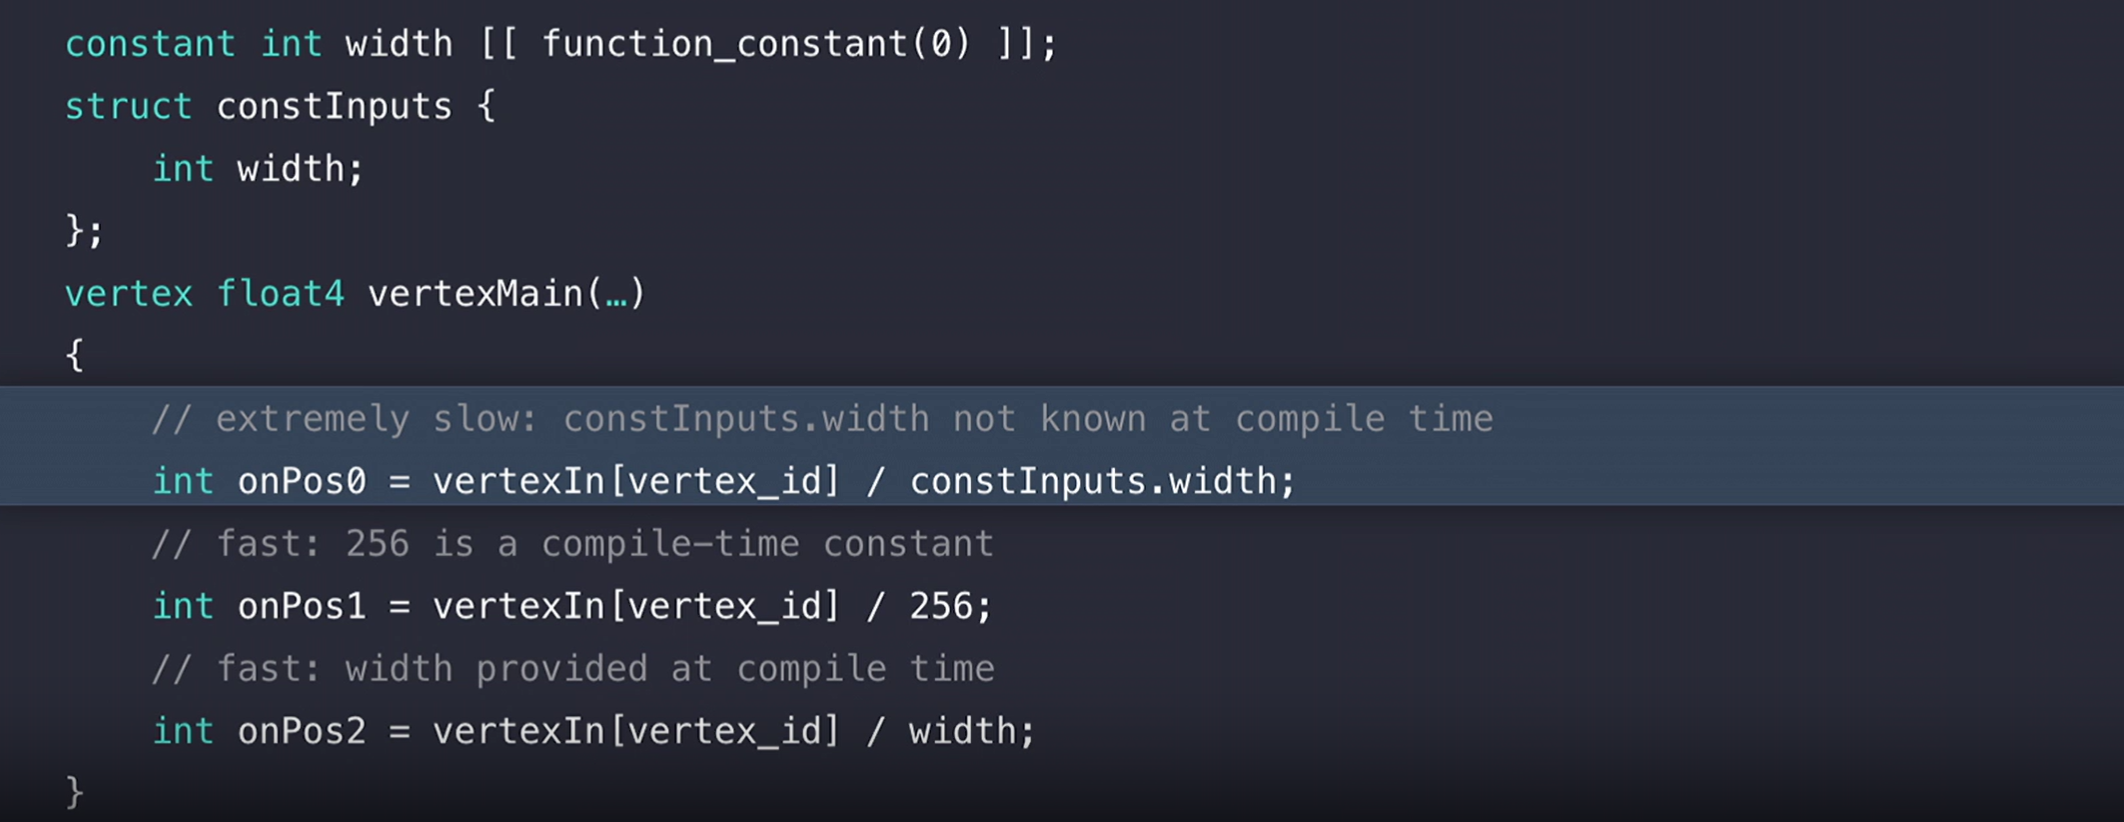 constant int width [[ function_constant(0) ]];
struct constInputs {
    int width;
};
vertex float4 vertexMain(…)
{
    // extremely slow: constInputs.width not known at compile time
    int onPos0 = vertexIn[vertex_id] / constInputs.width;
    // fast: 256 is a compile-time constant
    int onPos1 = vertexIn[vertex_id] / 256;
    // fast: width provided at compile time
    int onPos2 = vertexIn[vertex_id] / width;
}